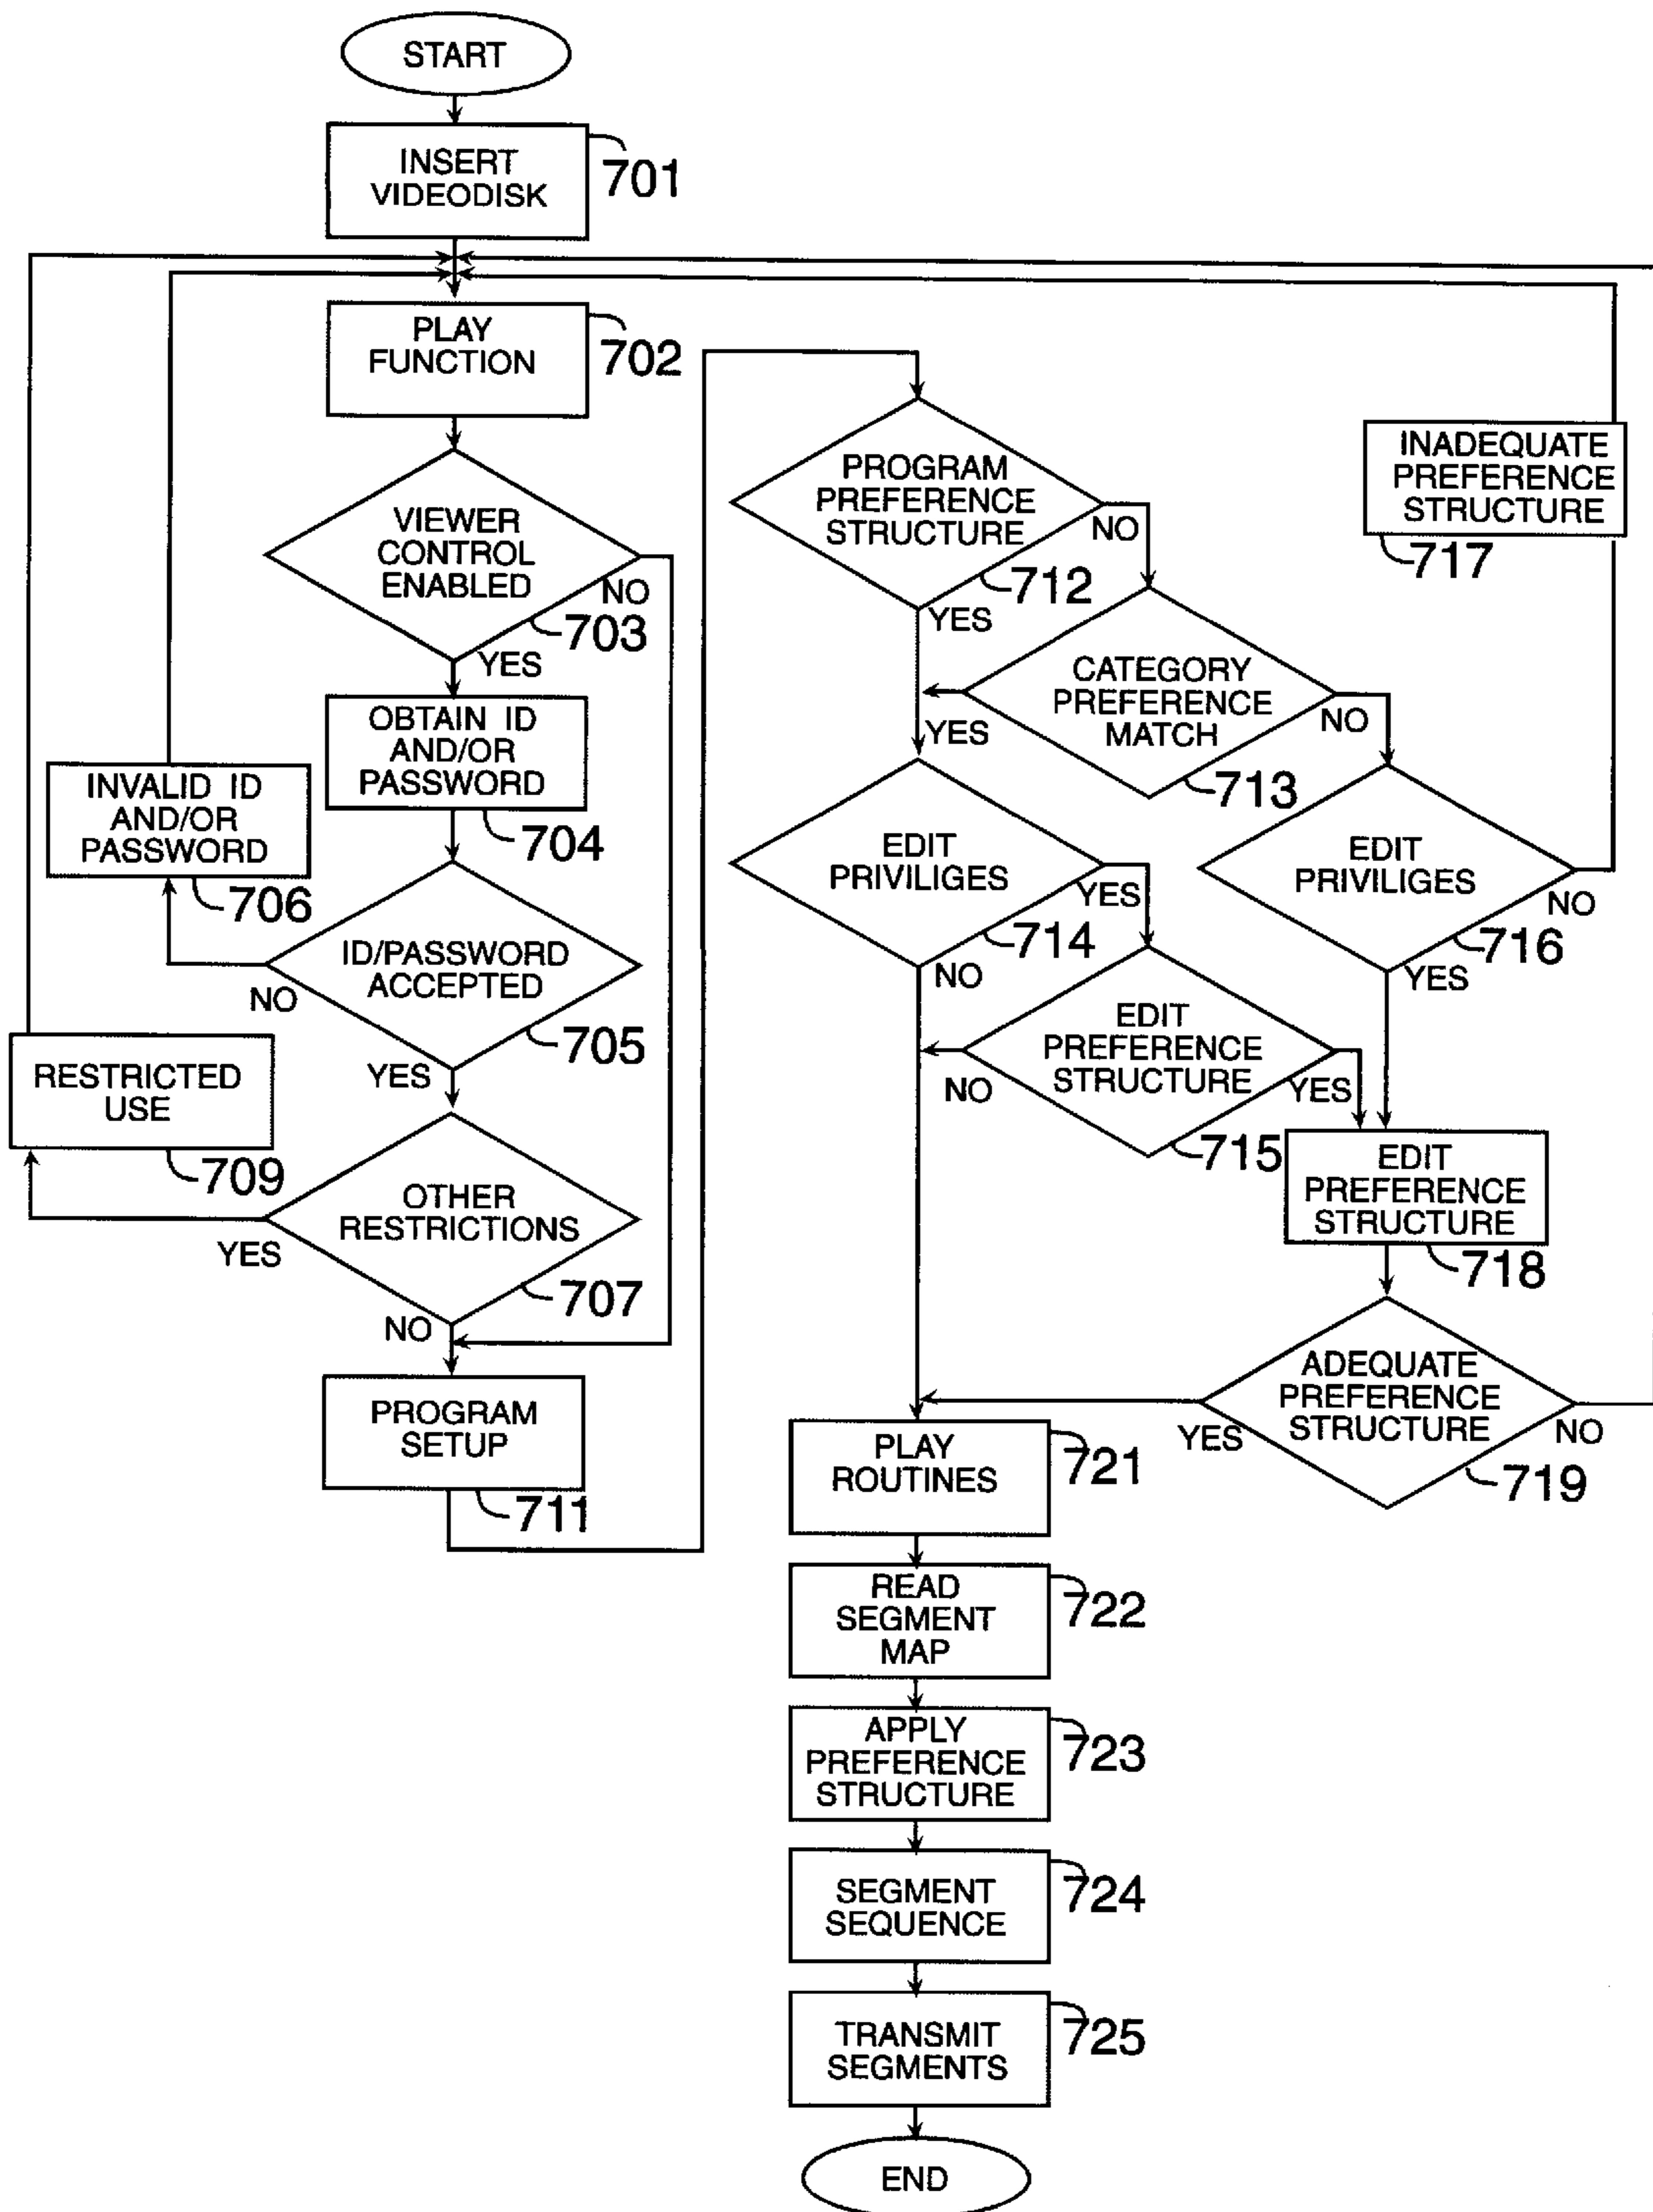 START
INSERT
VIDEODISK
701
PLAY
FUNCTION
702
VIEWER
CONTROL
ENABLED
NO
703
YES
OBTAIN ID
AND/OR
PASSWORD
704
INVALID ID
AND/OR
PASSWORD
706
ID/PASSWORD
ACCEPTED
NO
705
YES
RESTRICTED
USE
709
OTHER
RESTRICTIONS
YES
707
NO
PROGRAM
SETUP
711
PROGRAM
PREFERENCE
STRUCTURE
NO
712
YES
CATEGORY
PREFERENCE
MATCH
NO
YES
713
INADEQUATE
PREFERENCE
STRUCTURE
717
EDIT
PRIVILIGES
YES
714
NO
EDIT
PRIVILIGES
NO
716
YES
EDIT
PREFERENCE
STRUCTURE
NO
YES
715
EDIT
PREFERENCE
STRUCTURE
718
ADEQUATE
PREFERENCE
STRUCTURE
YES
NO
719
PLAY
ROUTINES
721
READ
SEGMENT
MAP
722
APPLY
PREFERENCE
STRUCTURE
723
SEGMENT
SEQUENCE
724
TRANSMIT
SEGMENTS
725
END